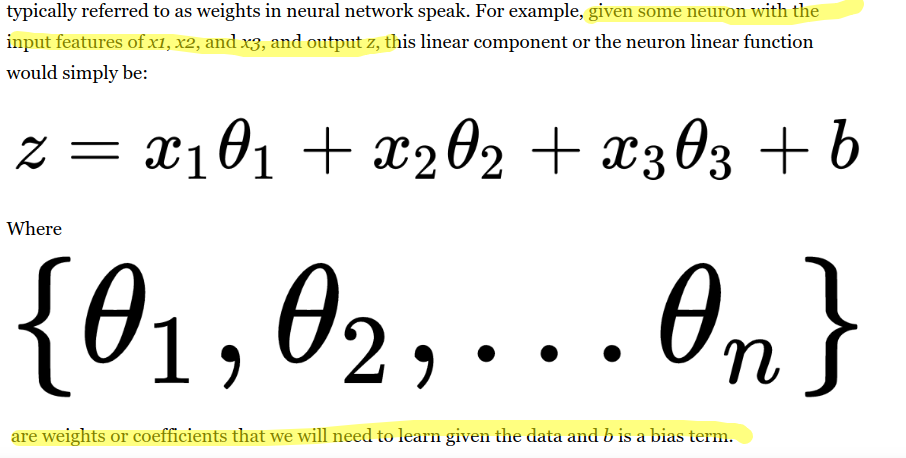 typically referred to as weights in neural network speak. For example, given some neuron with the
input features of x1, x2, and x3, and output z, this linear component or the neuron linear function
would simply be:
z = x₁θ₁ + x₂θ₂ + x₃θ₃ + b
Where
{θ₁, θ₂, . . . θₙ}
are weights or coefficients that we will need to learn given the data and b is a bias term.